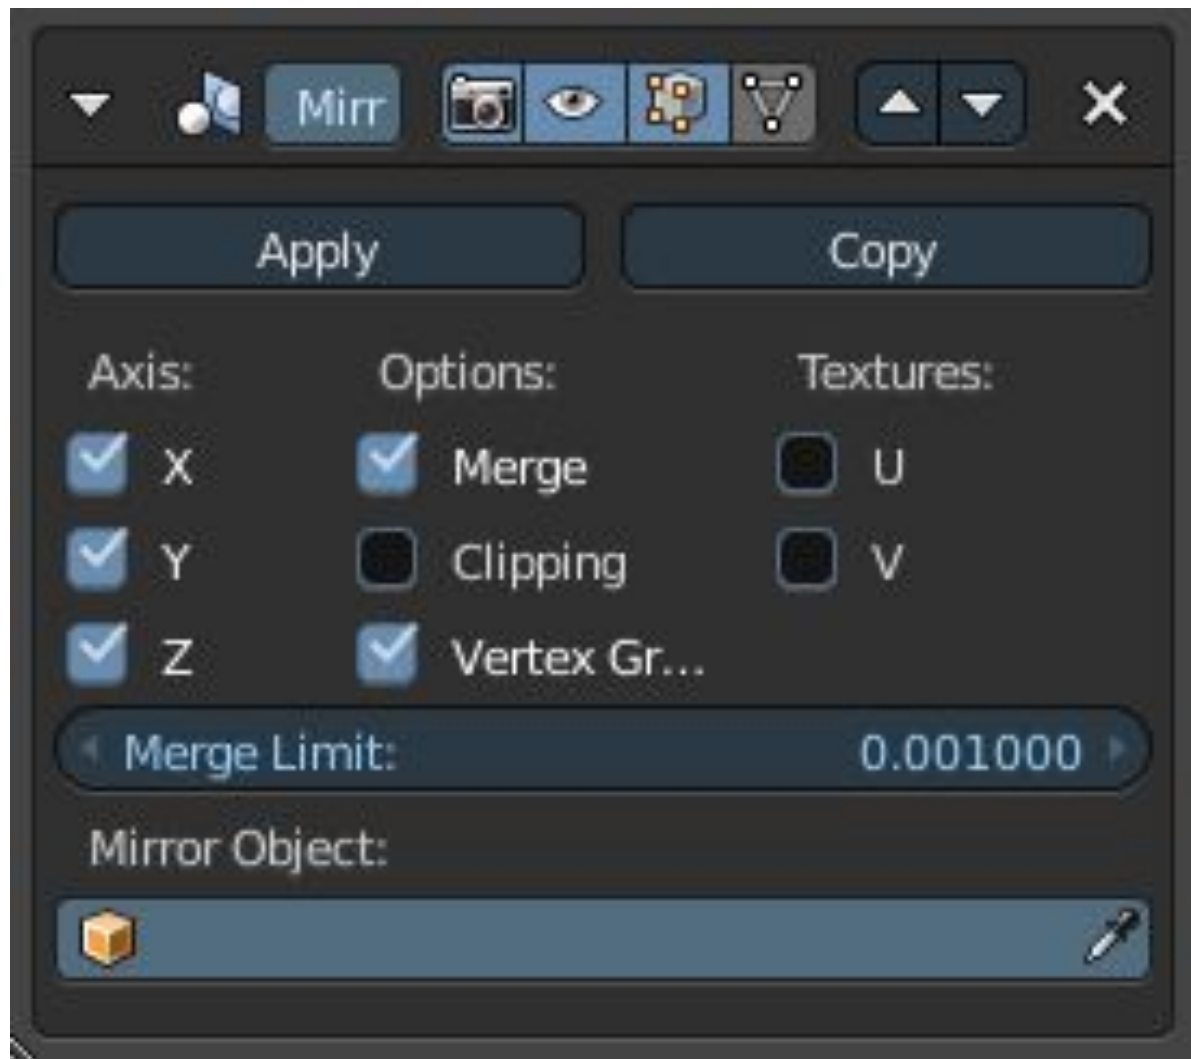 Mirr
Apply Copy
Axis: Options: Textures:
X Merge U
Y Clipping V
Z Vertex Gr...
Merge Limit: 0.001000
Mirror Object: